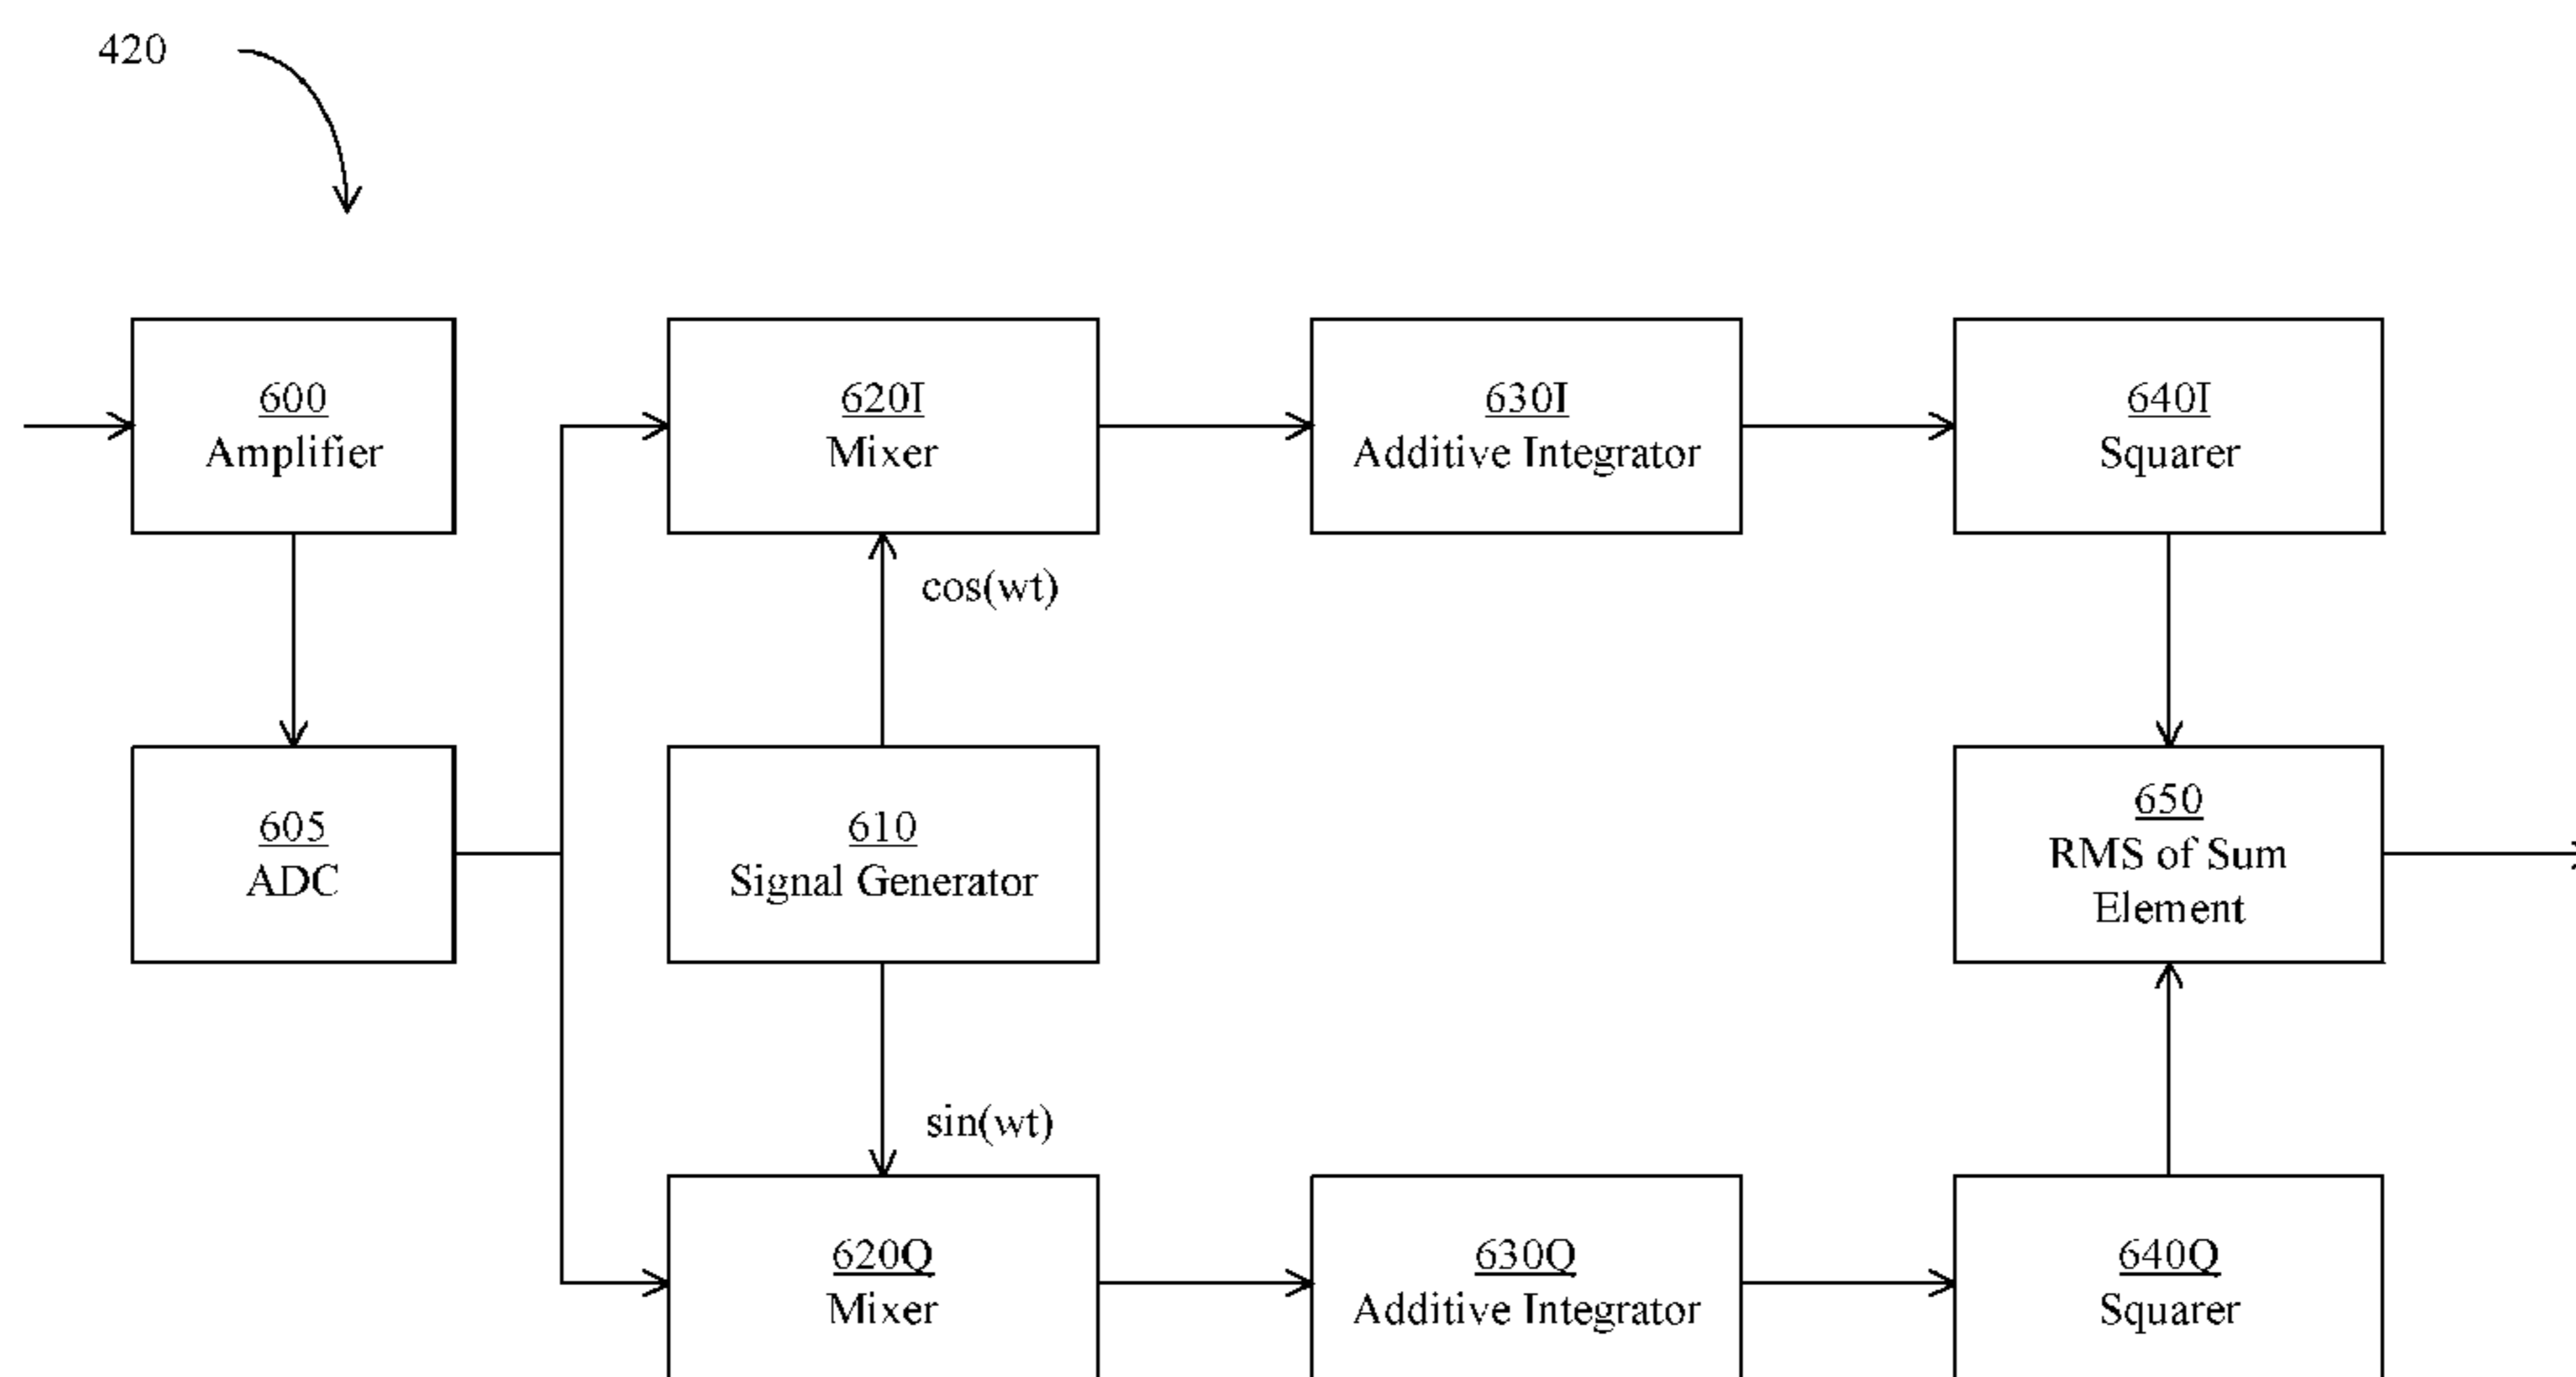 420
600
Amplifier
620I
Mixer
630I
Additive Integrator
640I
Squarer
cos(wt)
605
ADC
610
Signal Generator
650
RMS of Sum
Element
sin(wt)
620Q
Mixer
630Q
Additive Integrator
640Q
Squarer